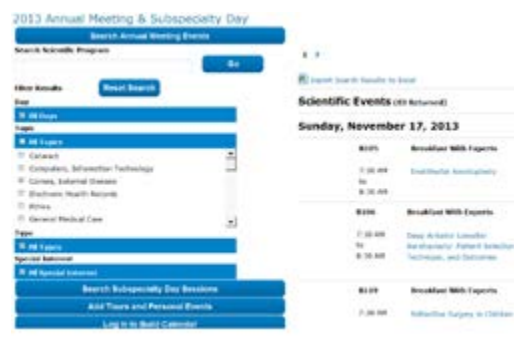 2013 Annual Meeting & Subspecialty Day
Search Annual Meeting Events
Search Scientific Program
Go
Filter Results
Reset Search
Day
All Days
Topic
All Topics
Cataract
Computers, Information Technology
Cornea, External Disease
Electronic Health Records
Ethics
General Medical Care
Type
All Types
Special Interest
All Special Interest
Search Subspecialty Day Sessions
Add Tours and Personal Events
Log in to Build Calendar
Export Search Results to Excel
Scientific Events
Sunday, November 17, 2013
Breakfast With Experts
7:30 AM
to
8:30 AM
Endothelial Keratoplasty
Breakfast With Experts
7:30 AM
to
8:30 AM
Deep Anterior Lamellar
Keratoplasty: Patient Selection,
Technique, and Outcomes
Breakfast With Experts
7:30 AM
Refractive Surgery in Children